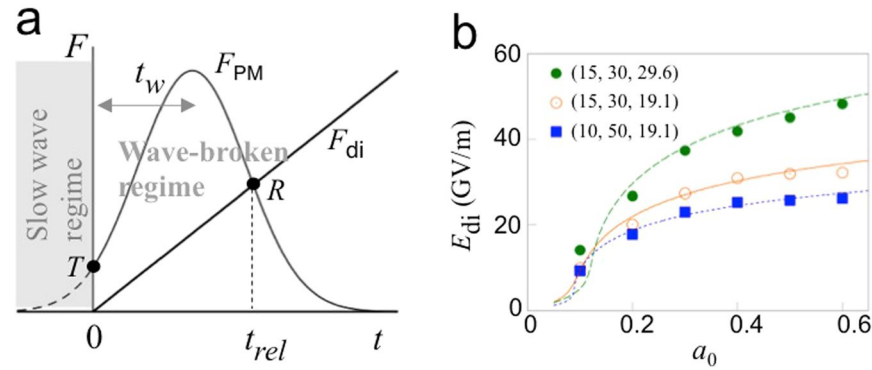 a
F
t_w
F_PM
F_di
Slow wave
regime
Wave-broken
regime
T
R
0
t_rel
t
b
60
(15, 30, 29.6)
(15, 30, 19.1)
(10, 50, 19.1)
40
20
0
E_di (GV/m)
0
0.2
0.4
0.6
a_0